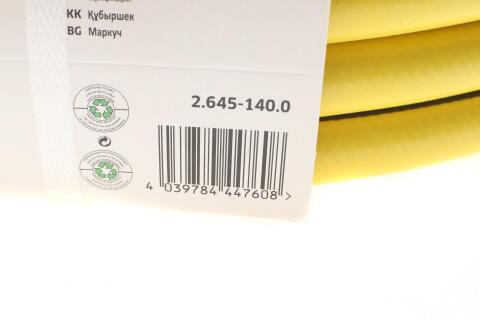 KK Құбыршек
BG Маркуч
2.645-140.0
4 039784 447608 >